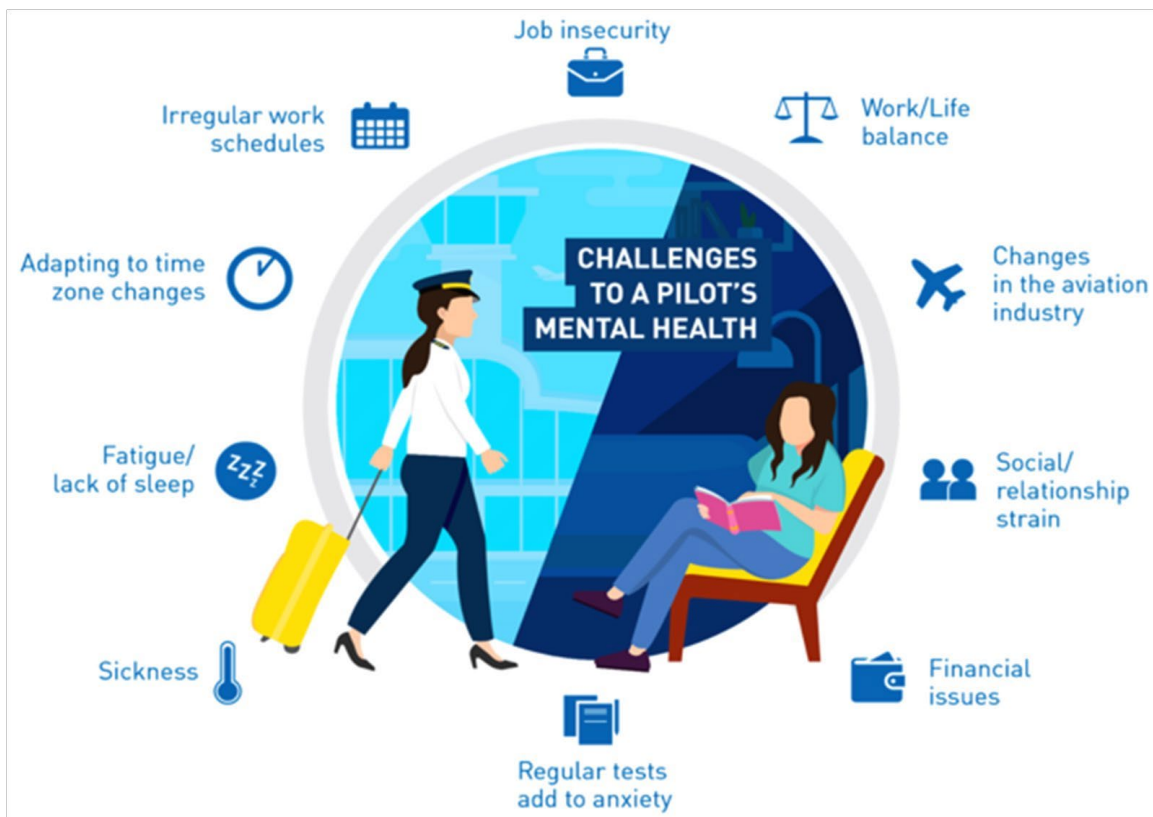 Job insecurity
Irregular work
schedules
Work/Life
balance
Adapting to time
zone changes
CHALLENGES
TO A PILOT'S
MENTAL HEALTH
Changes
in the aviation
industry
Fatigue/
lack of sleep
ZZZ
z
Social/
relationship
strain
Sickness
Financial
issues
Regular tests
add to anxiety